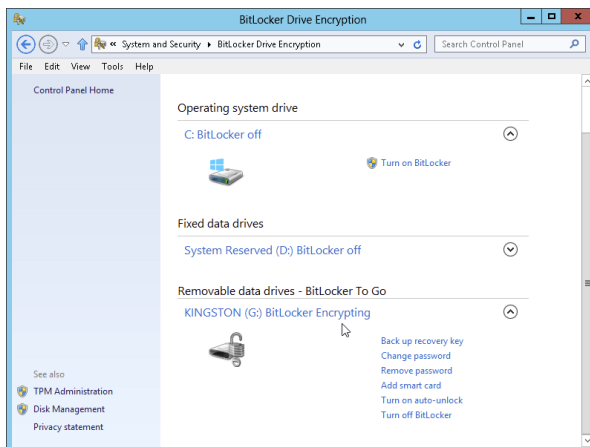 BitLocker Drive Encryption
« System and Security ▸ BitLocker Drive Encryption Search Control Panel
File Edit View Tools Help
Control Panel Home
Operating system drive
C: BitLocker off
Turn on BitLocker
Fixed data drives
System Reserved (D:) BitLocker off
Removable data drives - BitLocker To Go
KINGSTON (G:) BitLocker Encrypting
Back up recovery key
Change password
Remove password
Add smart card
Turn on auto-unlock
Turn off BitLocker
See also
TPM Administration
Disk Management
Privacy statement